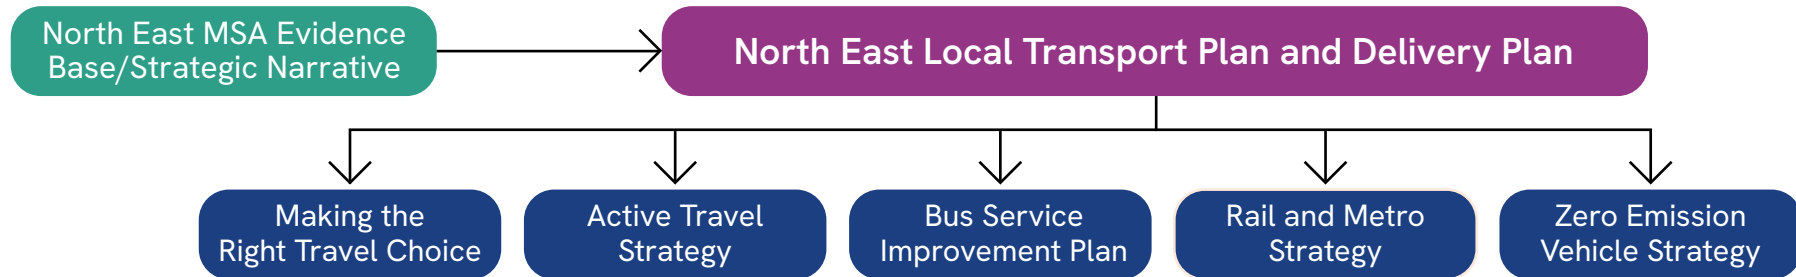 North East MSA Evidence
Base/Strategic Narrative
North East Local Transport Plan and Delivery Plan
Making the
Right Travel Choice
Active Travel
Strategy
Bus Service
Improvement Plan
Rail and Metro
Strategy
Zero Emission
Vehicle Strategy